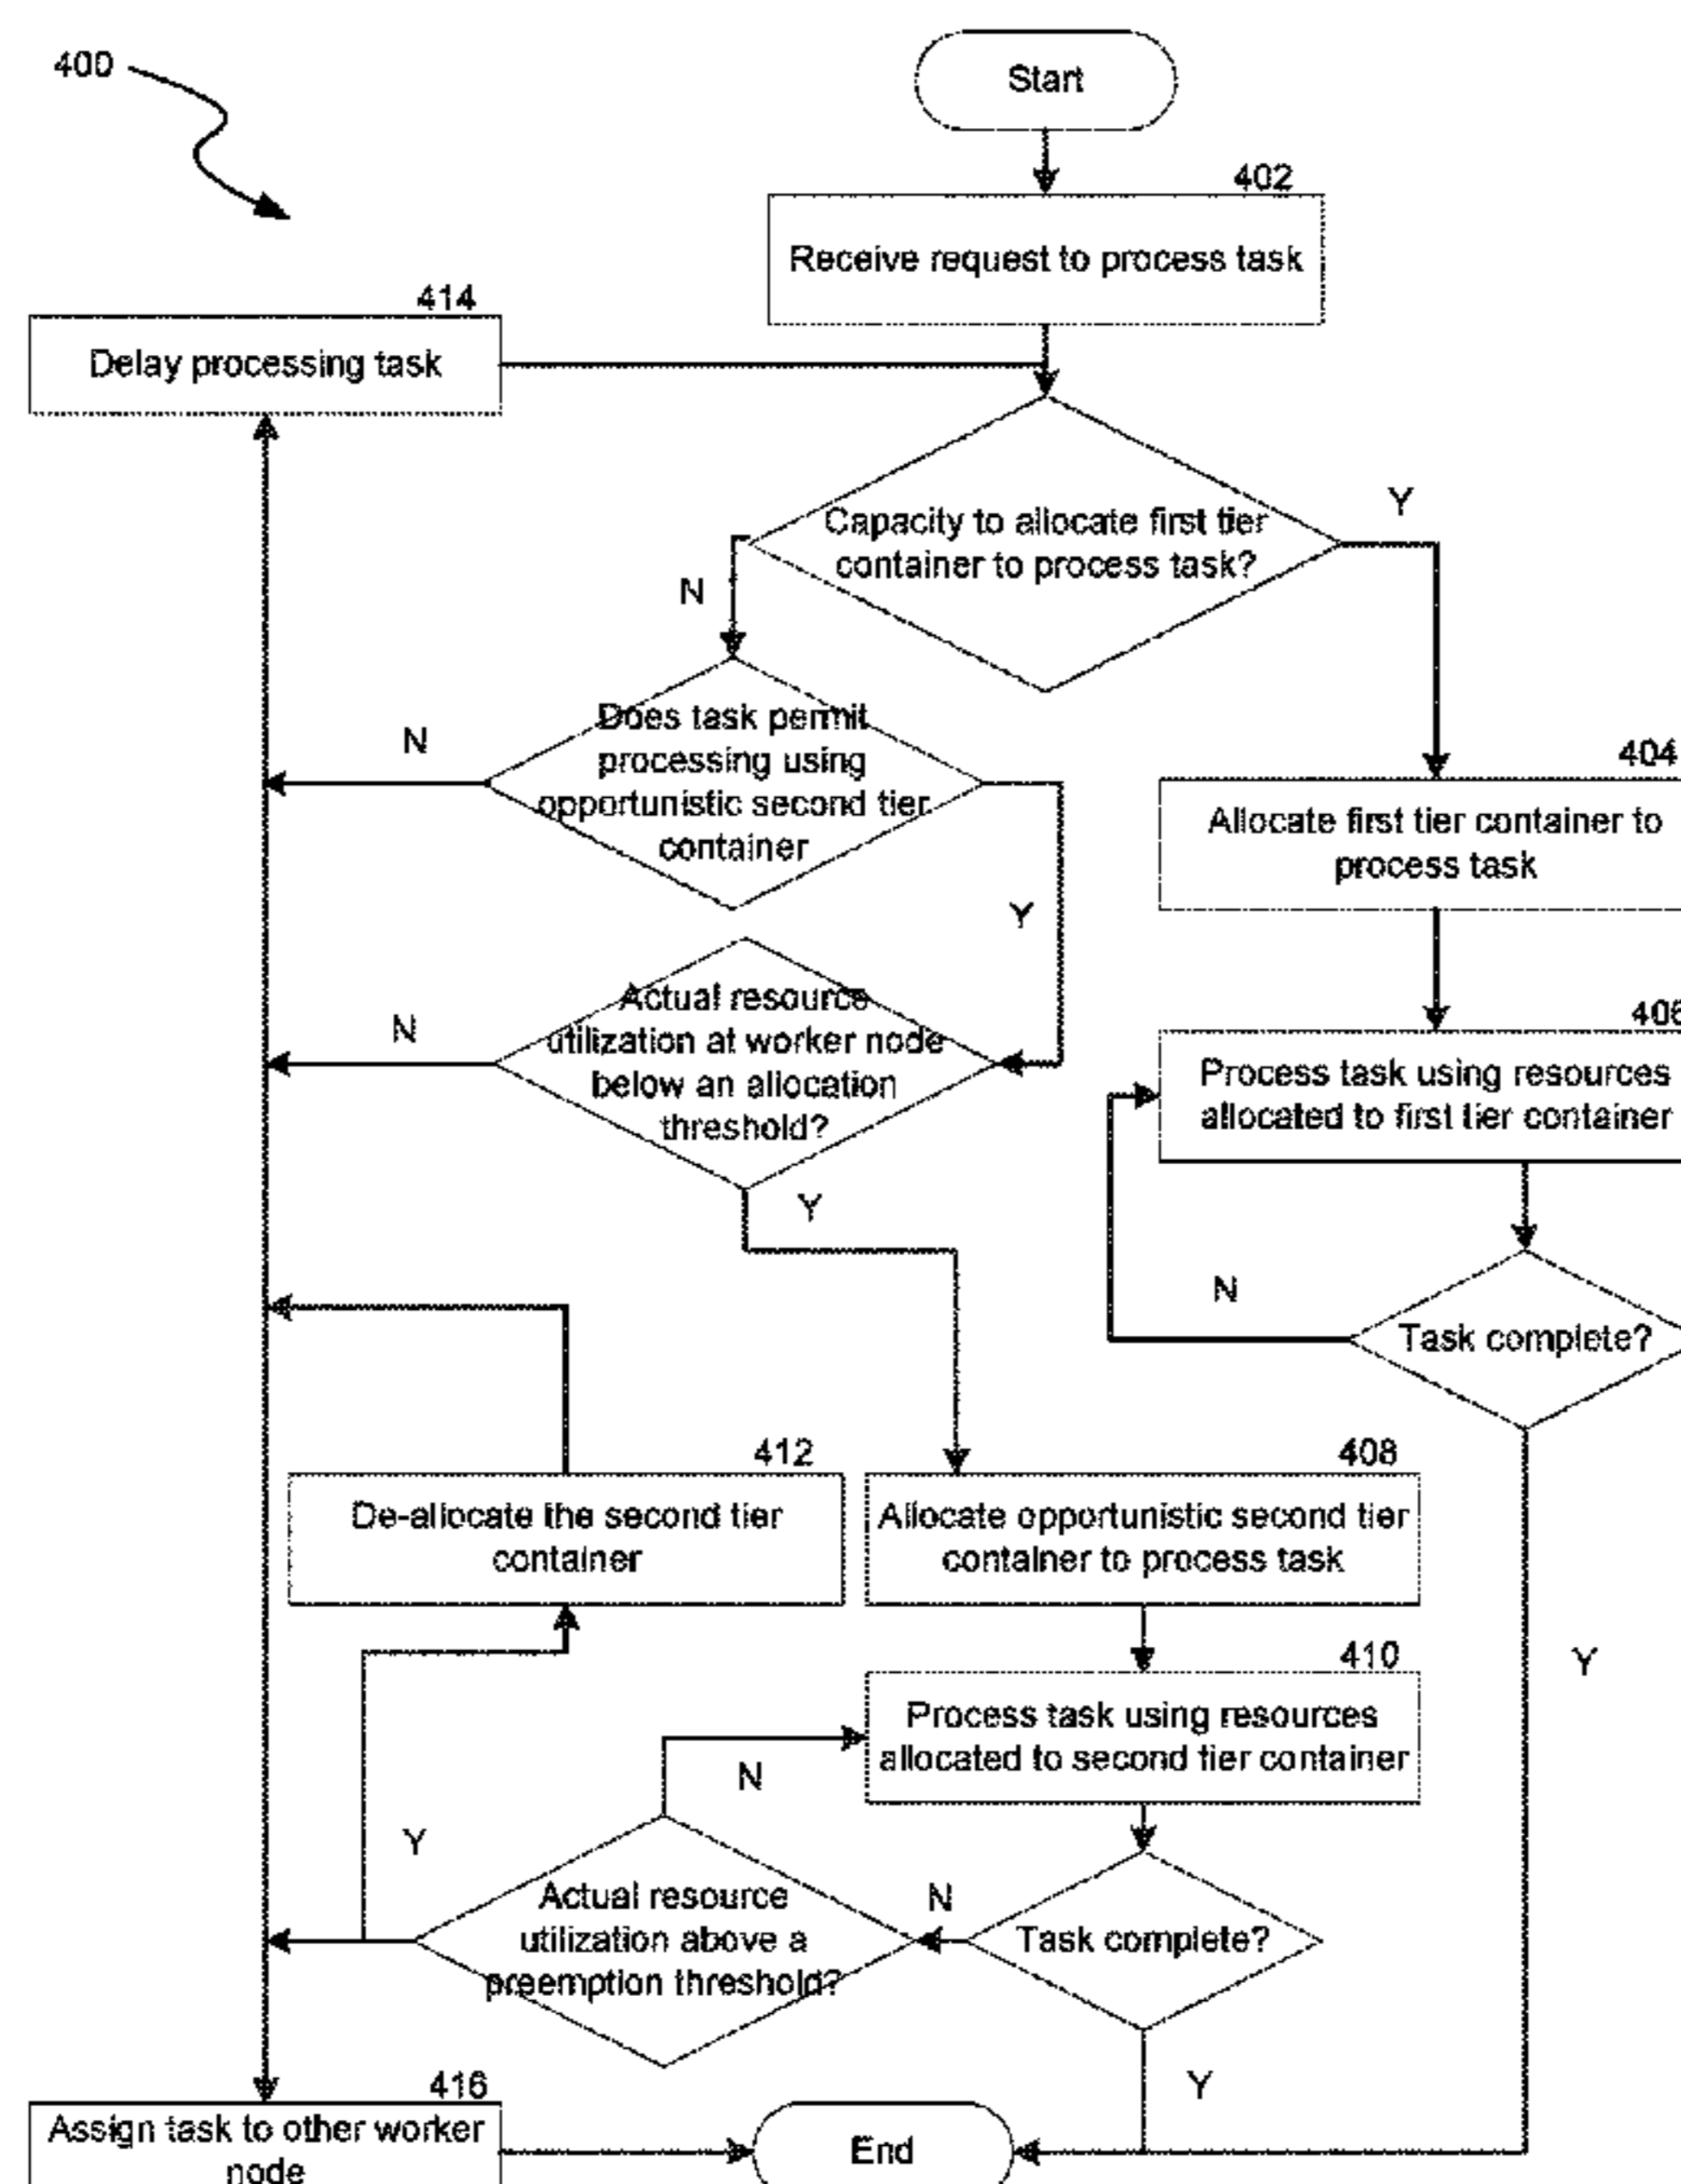 400
Start
402
Receive request to process task
414
Delay processing task
Capacity to allocate first tier
container to process task?
Y
N
Does task permit
processing using
opportunistic second tier
container
N
Y
404
Allocate first tier container to
process task
Actual resource
utilization at worker node
below an allocation
threshold?
N
Y
406
Process task using resources
allocated to first tier container
N
Task complete?
Y
412
De-allocate the second tier
container
408
Allocate opportunistic second tier
container to process task
410
Process task using resources
allocated to second tier container
N
Y
Actual resource
utilization above a
preemption threshold?
N
Task complete?
Y
416
Assign task to other worker
node
End